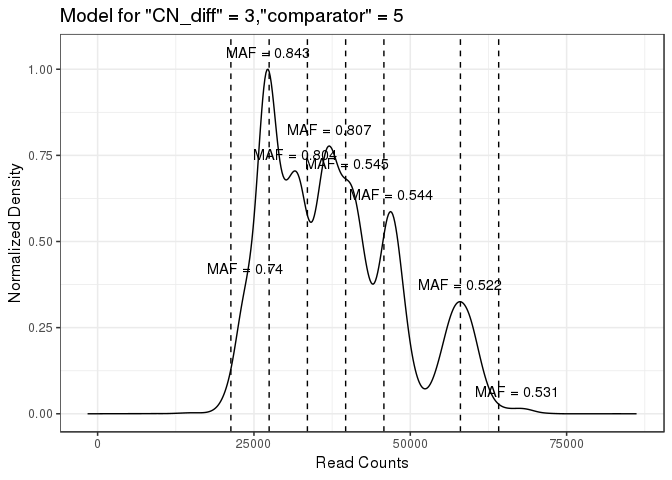 Model for "CN_diff" = 3,"comparator" = 5
MAF = 0.843
MAF = 0.807
MAF = 0.804
MAF = 0.545
MAF = 0.544
MAF = 0.74
MAF = 0.522
MAF = 0.531
Normalized Density
1.00
0.75
0.50
0.25
0.00
0
25000
50000
75000
Read Counts